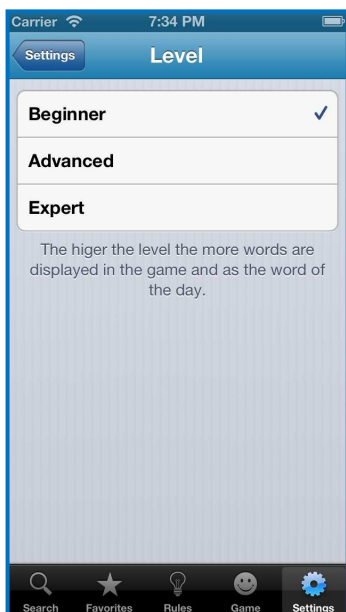 Carrier 7:34 PM
Settings Level
Beginner
Advanced
Expert
The higer the level the more words are
displayed in the game and as the word of
the day.
Search Favorites Rules Game Settings